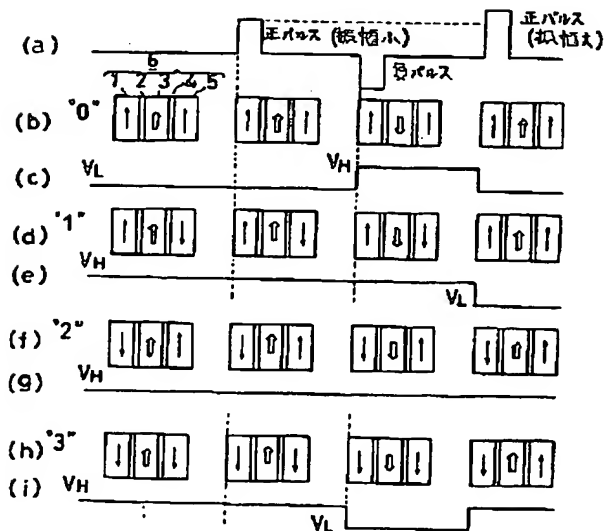 (a) 正パルス (振幅小) 正パルス (振幅大)
負パルス
6
1 2 3 4 5
(b) "0"
(c) VL VH
(d) "1"
(e) VH VL
(f) "2"
(g) VH
(h) "3"
(i) VH VL